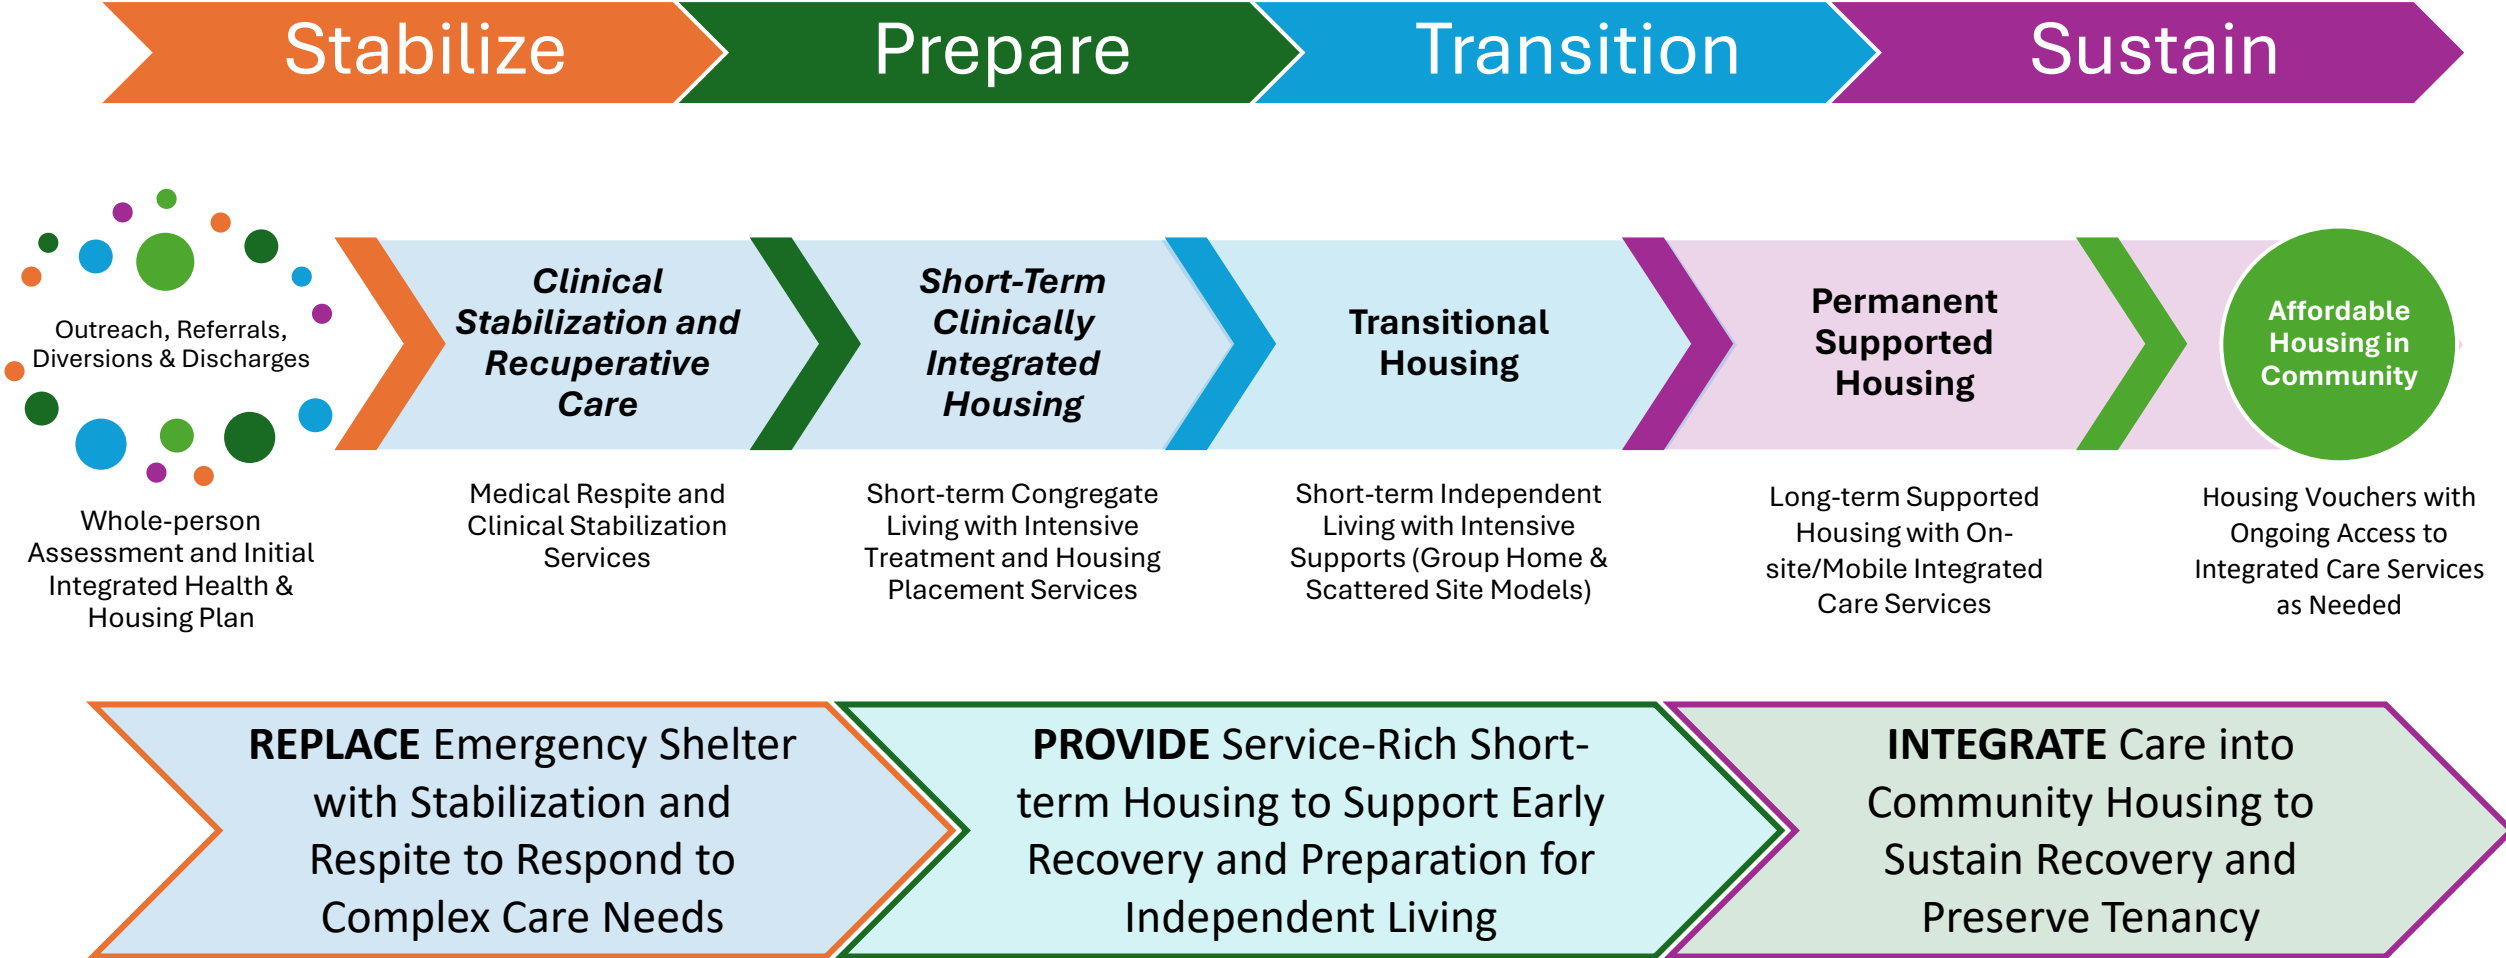 Stabilize
Prepare
Transition
Sustain
Outreach, Referrals,
Diversions & Discharges
Whole-person
Assessment and Initial
Integrated Health &
Housing Plan
Clinical
Stabilization and
Recuperative
Care
Medical Respite and
Clinical Stabilization
Services
Short-Term
Clinically
Integrated
Housing
Short-term Congregate
Living with Intensive
Treatment and Housing
Placement Services
Transitional
Housing
Short-term Independent
Living with Intensive
Supports (Group Home &
Scattered Site Models)
Permanent
Supported
Housing
Long-term Supported
Housing with On-
site/Mobile Integrated
Care Services
Affordable
Housing in
Community
Housing Vouchers with
Ongoing Access to
Integrated Care Services
as Needed
REPLACE Emergency Shelter
with Stabilization and
Respite to Respond to
Complex Care Needs
PROVIDE Service-Rich Short-
term Housing to Support Early
Recovery and Preparation for
Independent Living
INTEGRATE Care into
Community Housing to
Sustain Recovery and
Preserve Tenancy